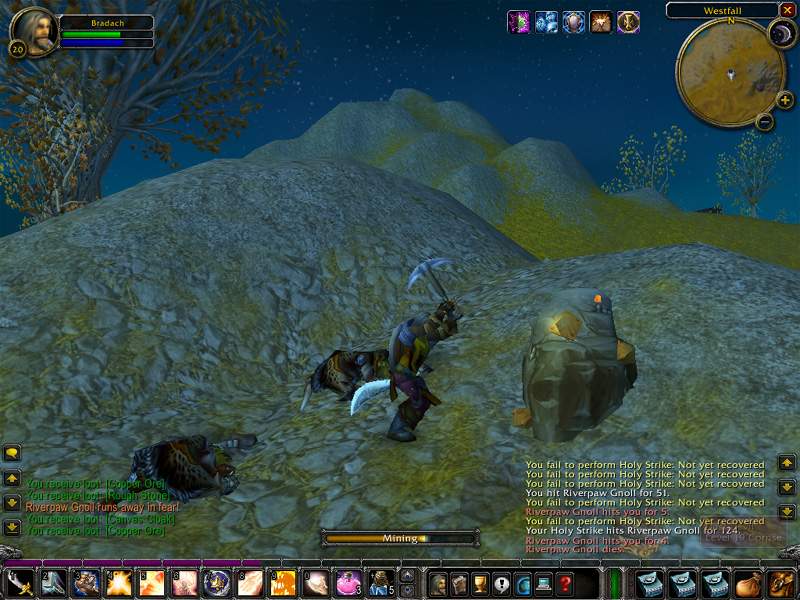 Bradach
20
Westfall
N
You receive loot: [Copper Ore]
You receive loot: [Rough Stone]
Riverpaw Gnoll runs away in fear!
You receive loot: [Canvas Cloak]
You receive loot: [Copper Ore]
You fail to perform Holy Strike: Not yet recovered
You fail to perform Holy Strike: Not yet recovered
You fail to perform Holy Strike: Not yet recovered
You hit Riverpaw Gnoll for 51.
You fail to perform Holy Strike: Not yet recovered
Riverpaw Gnoll hits you for 5.
You fail to perform Holy Strike: Not yet recovered
Your Holy Strike hits Riverpaw Gnoll for 124.
Riverpaw Gnoll hits you for 4.
Riverpaw Gnoll dies.
Corpse
Mining
3
5